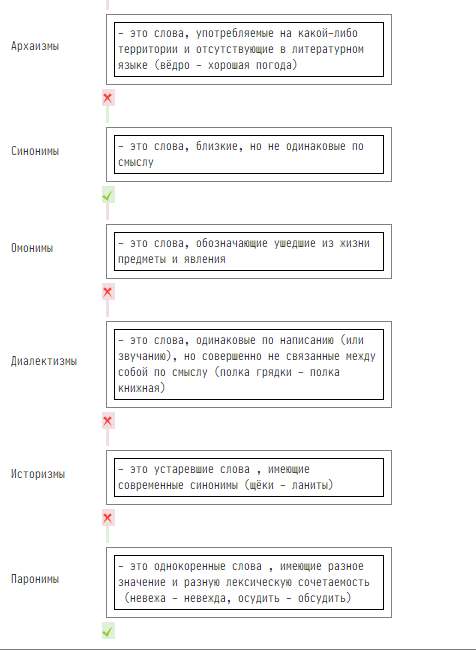 Архаизмы
– это слова, употребляемые на какой-либо
территории и отсутствующие в литературном
языке (вёдро – хорошая погода)
Синонимы
– это слова, близкие, но не одинаковые по
смыслу
Омонимы
– это слова, обозначающие ушедшие из жизни
предметы и явления
Диалектизмы
– это слова, одинаковые по написанию (или
звучанию), но совершенно не связанные между
собой по смыслу (полка грядки – полка
книжная)
Историзмы
– это устаревшие слова , имеющие
современные синонимы (щёки – ланиты)
Паронимы
– это однокоренные слова , имеющие разное
значение и разную лексическую сочетаемость
(невежа – невежда, осудить – обсудить)